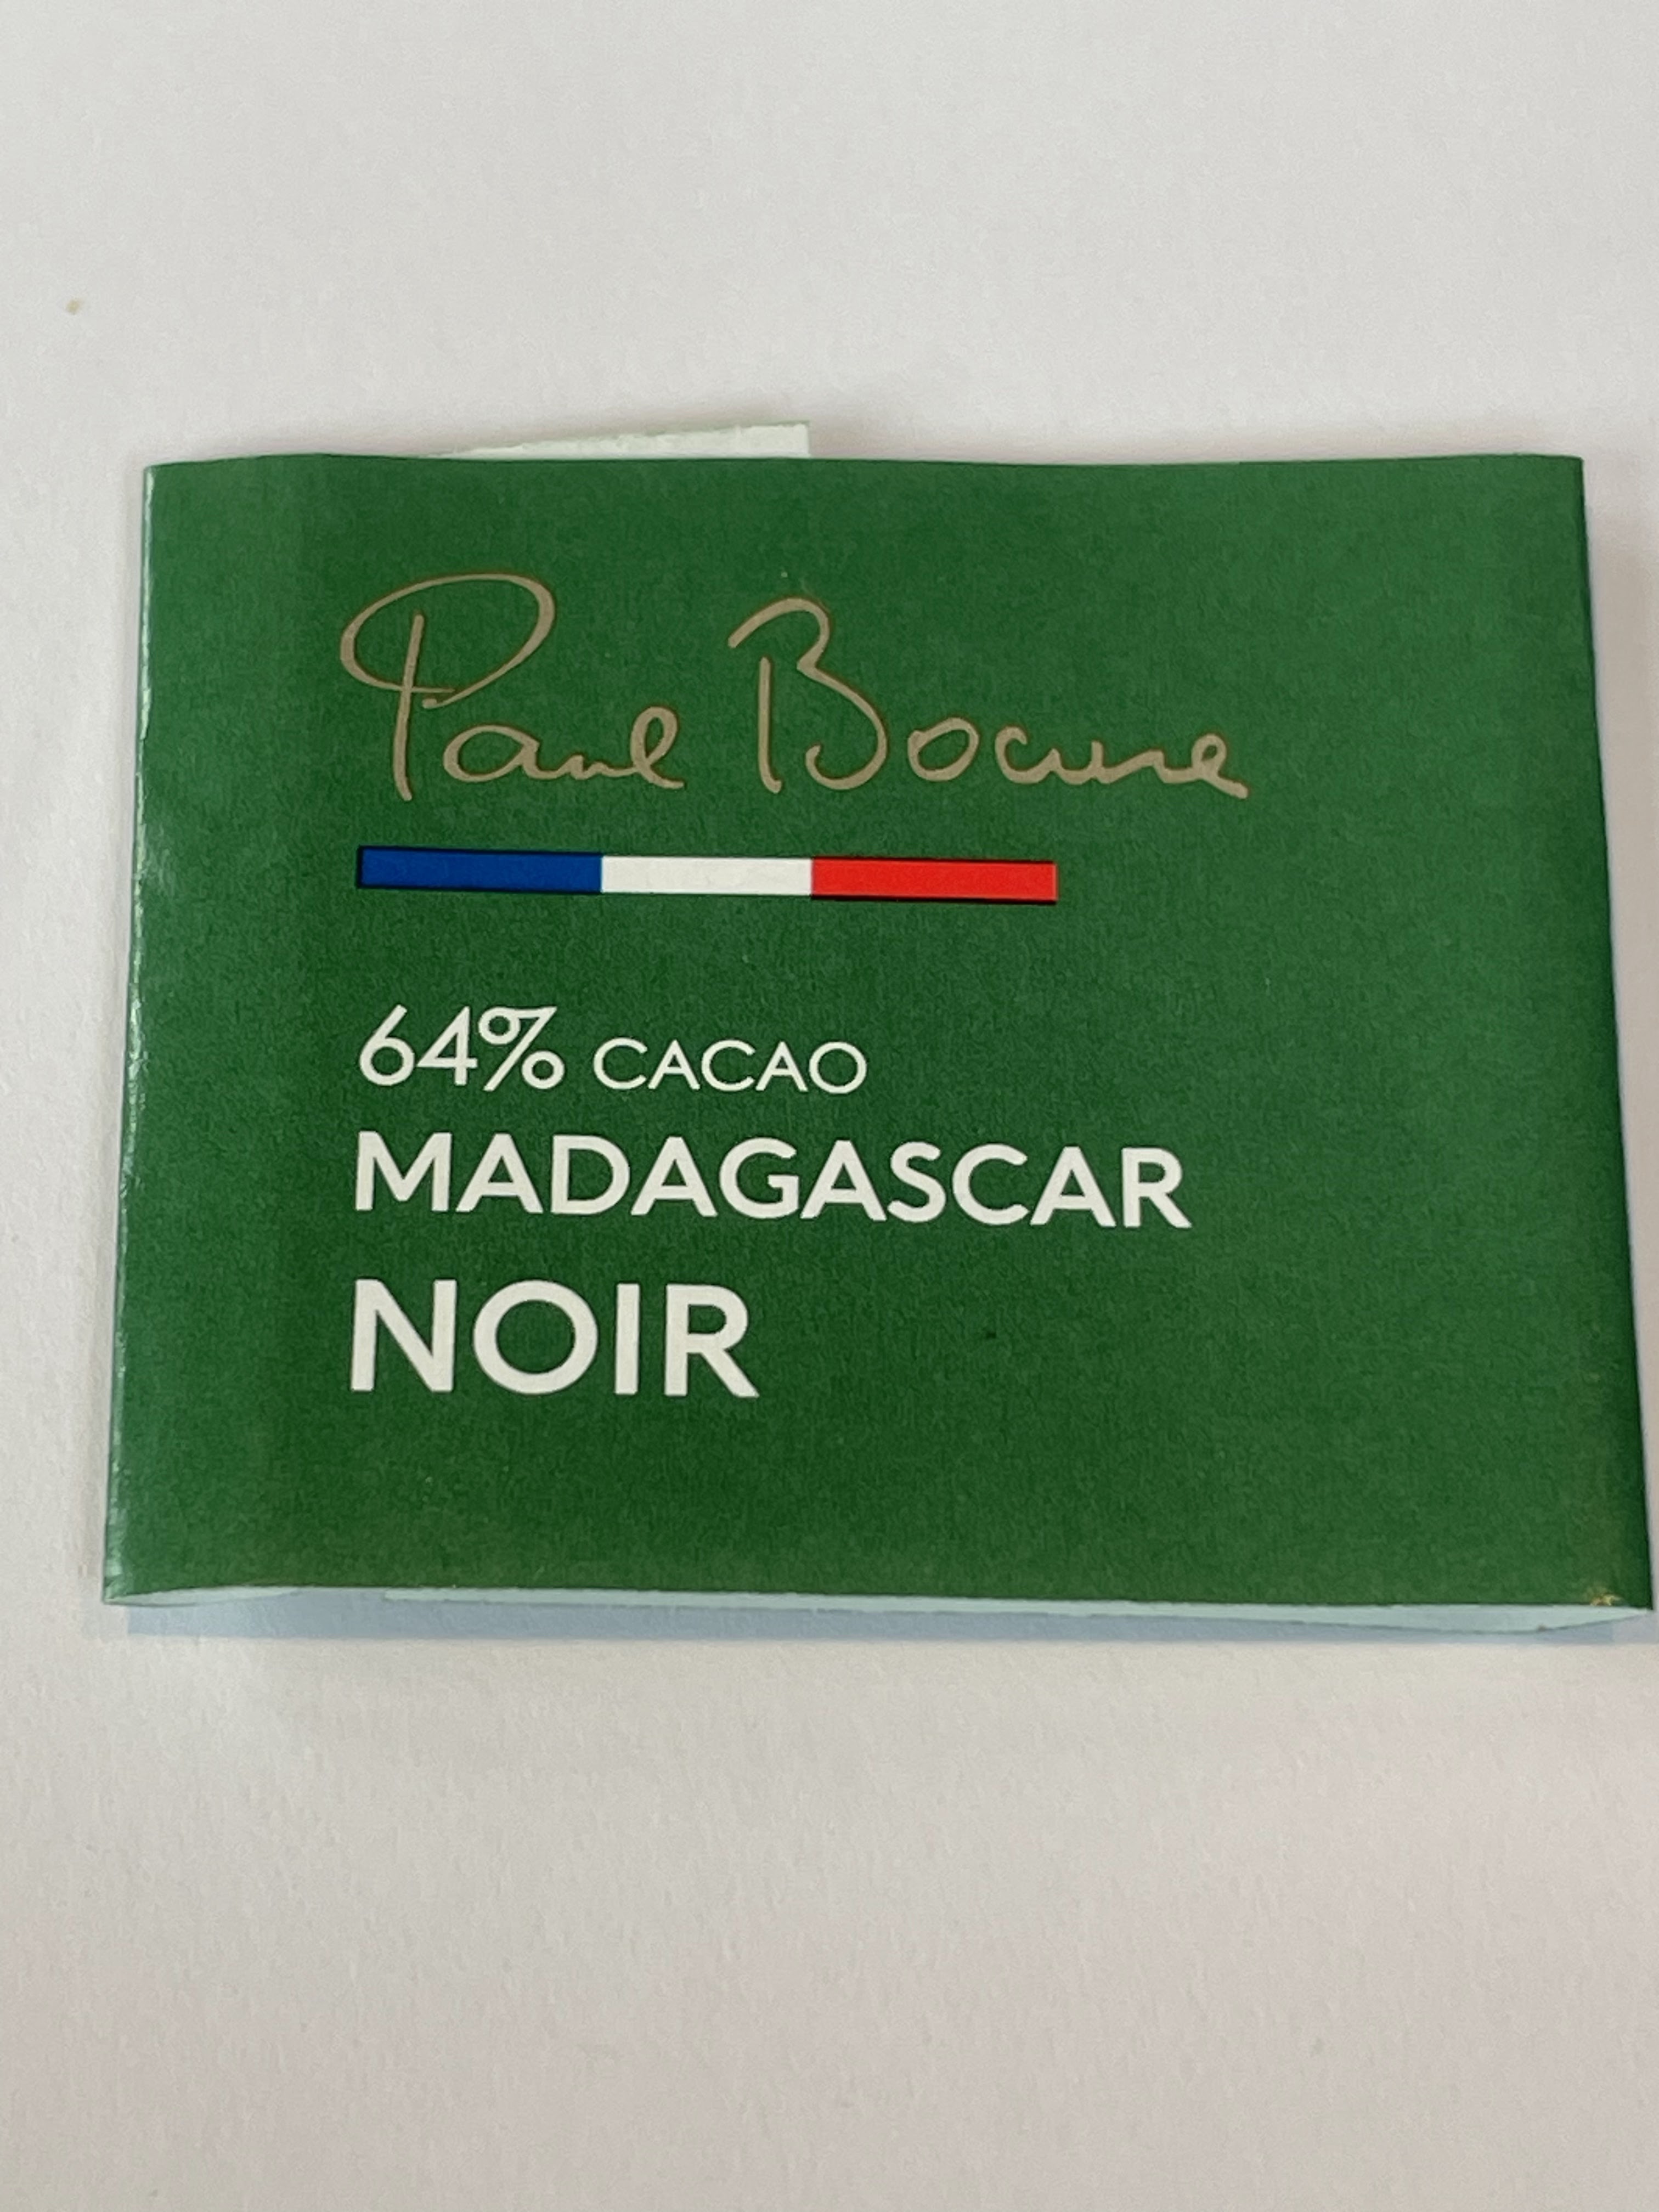 Paul Bocuse
64% CACAO
MADAGASCAR
NOIR